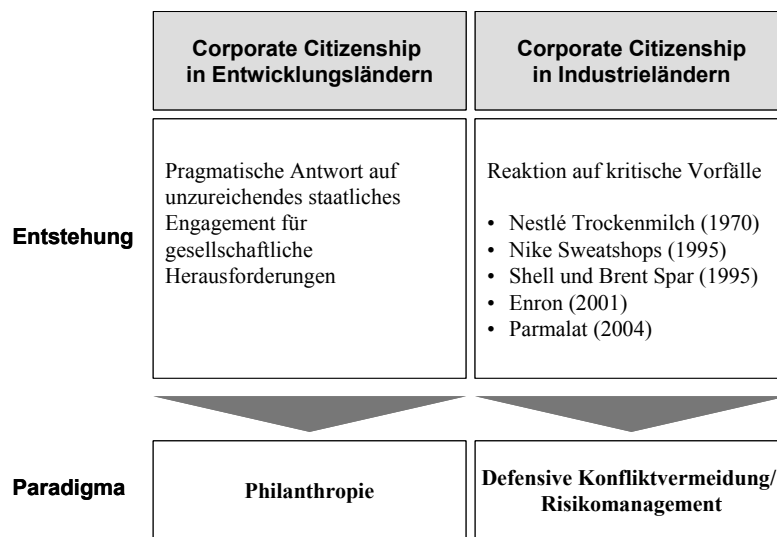 Corporate Citizenship
in Entwicklungsländern
Corporate Citizenship
in Industrieländern
Entstehung
Pragmatische Antwort auf
unzureichendes staatliches
Engagement für
gesellschaftliche
Herausforderungen
Reaktion auf kritische Vorfälle
• Nestlé Trockenmilch (1970)
• Nike Sweatshops (1995)
• Shell und Brent Spar (1995)
• Enron (2001)
• Parmalat (2004)
Paradigma
Philanthropie
Defensive Konfliktvermeidung/
Risikomanagement